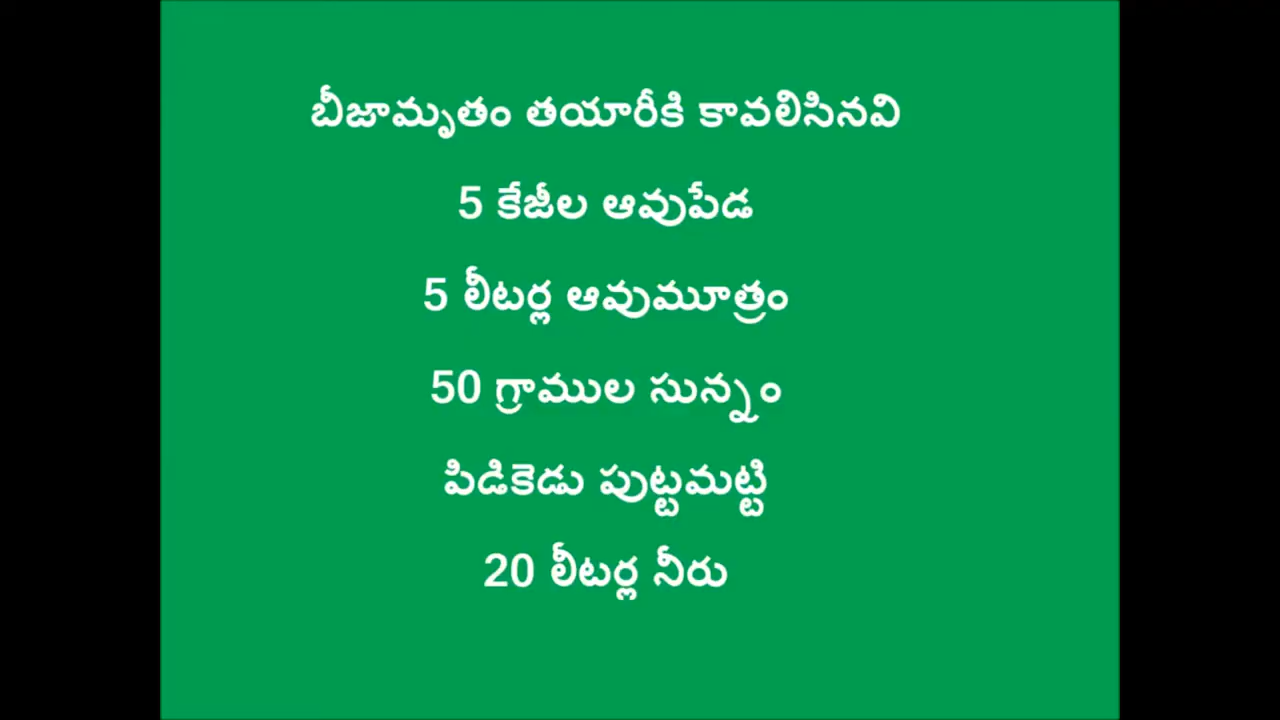 బీజామృతం తయారీకి కావలిసినవి
5 కేజీల ఆవుపేడ
5 లీటర్ల ఆవుమూత్రం
50 గ్రాముల సున్నం
పిడికెడు పుట్టమట్టి
20 లీటర్ల నీరు